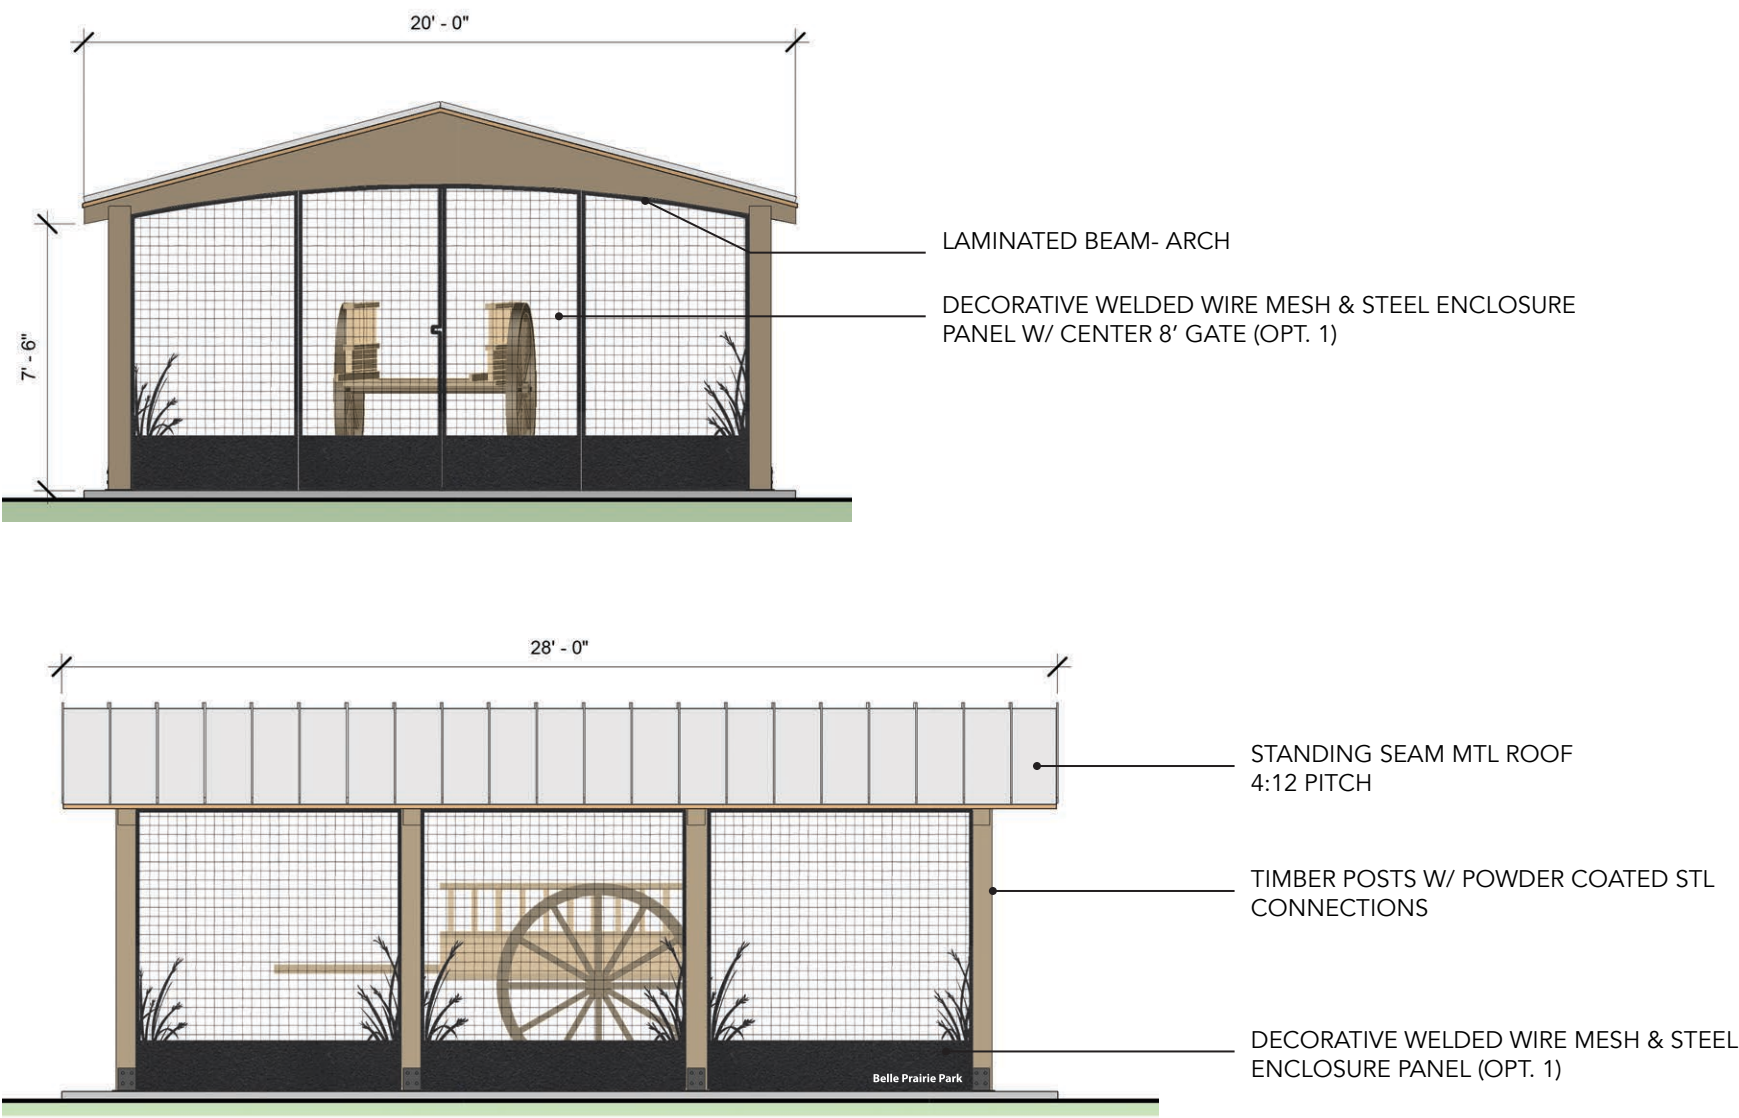 20' - 0"
LAMINATED BEAM- ARCH
DECORATIVE WELDED WIRE MESH & STEEL ENCLOSURE
PANEL W/ CENTER 8’ GATE (OPT. 1)
7' - 6"
28' - 0"
STANDING SEAM MTL ROOF
4:12 PITCH
TIMBER POSTS W/ POWDER COATED STL
CONNECTIONS
DECORATIVE WELDED WIRE MESH & STEEL
ENCLOSURE PANEL (OPT. 1)
Belle Prairie Park